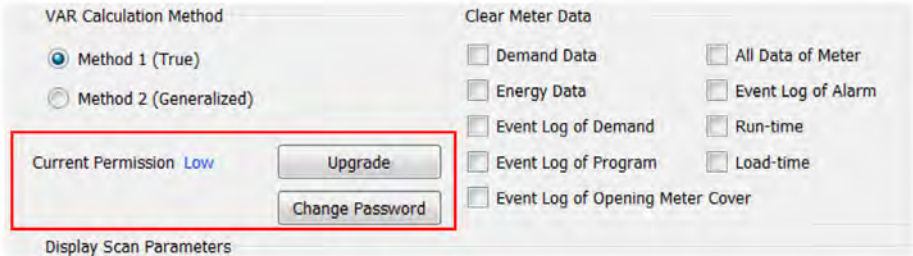 VAR Calculation Method
Method 1 (True)
Method 2 (Generalized)
Current Permission Low
Upgrade
Change Password
Clear Meter Data
Demand Data
All Data of Meter
Energy Data
Event Log of Alarm
Event Log of Demand
Run-time
Event Log of Program
Load-time
Event Log of Opening Meter Cover
Display Scan Parameters